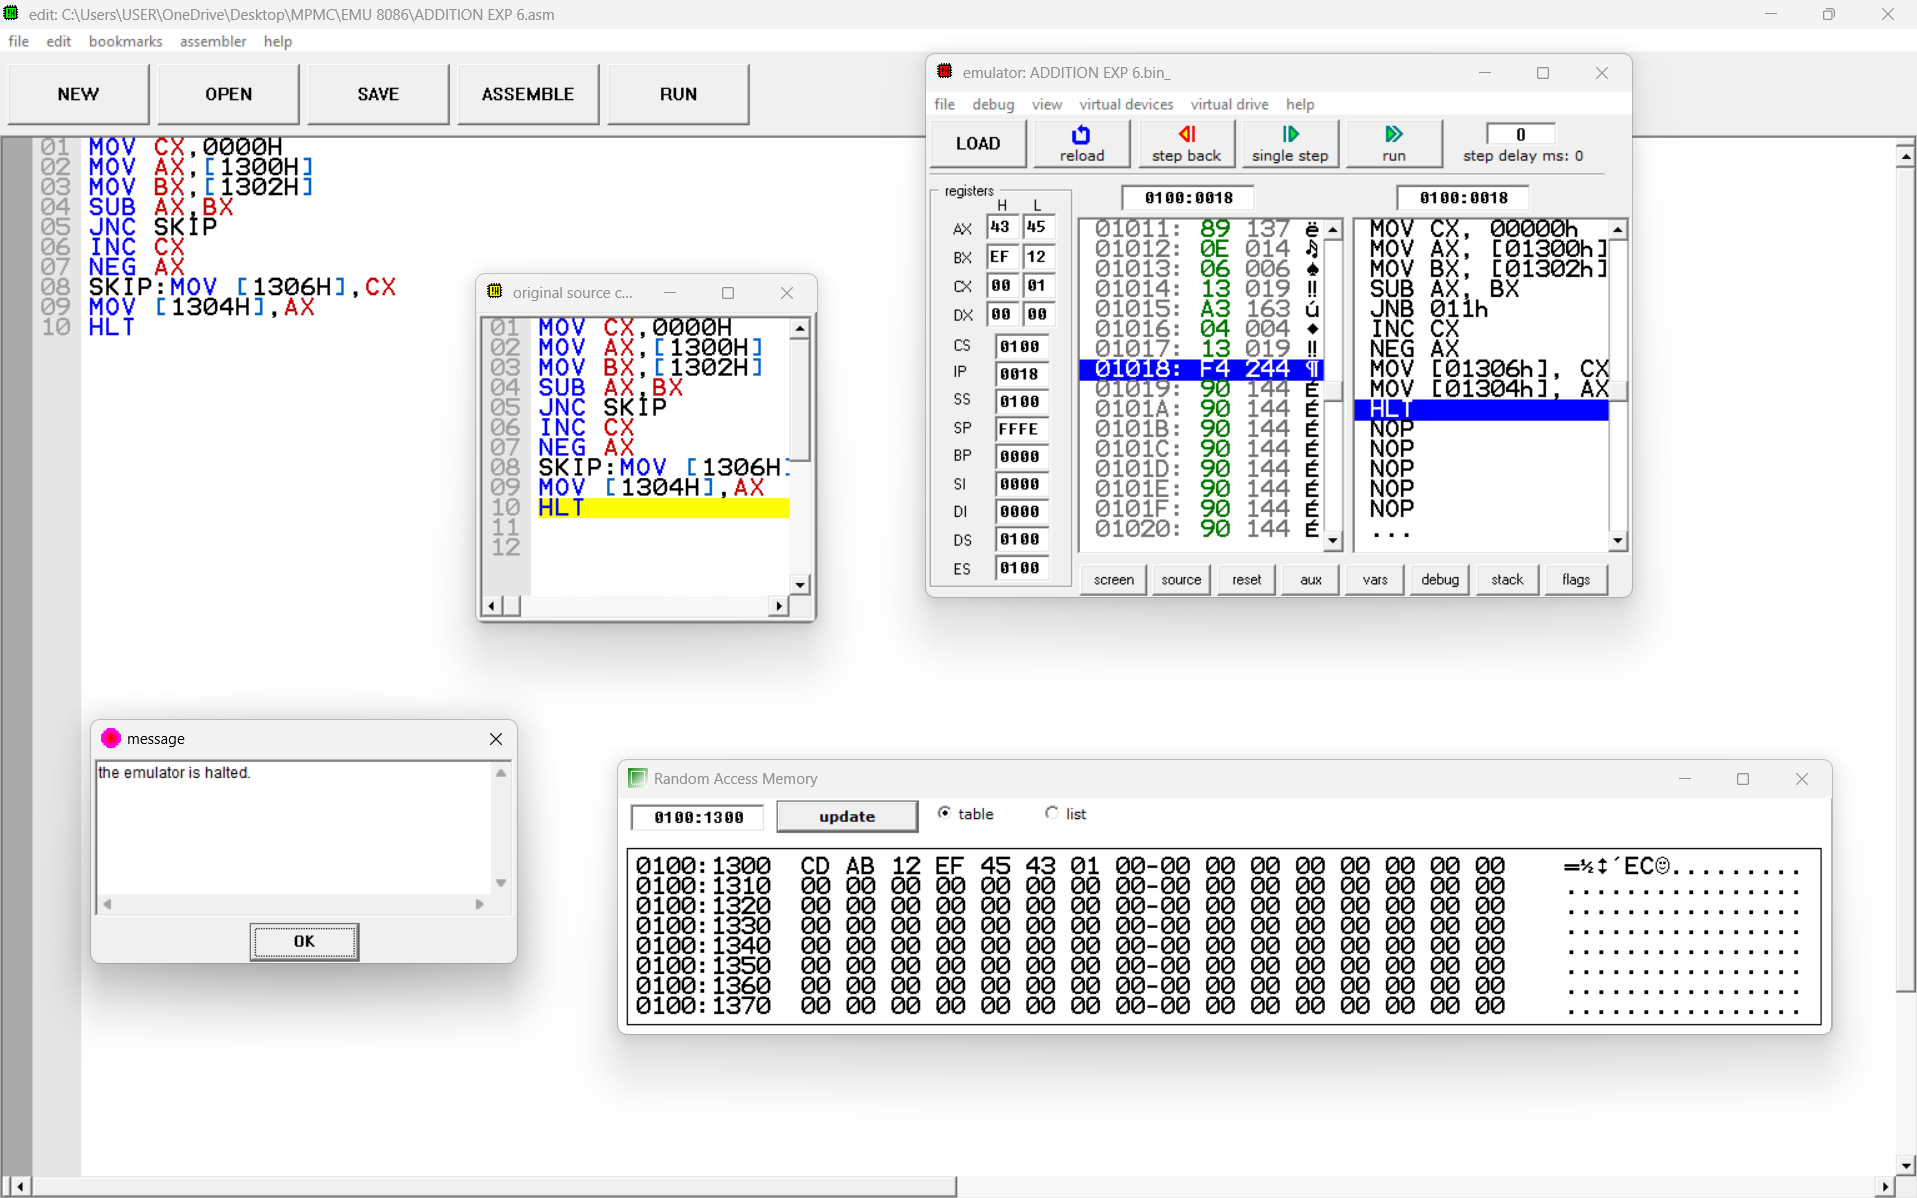 edit: C:\Users\USER\OneDrive\Desktop\MPMC\EMU 8086\ADDITION EXP 6.asm
file edit bookmarks assembler help
NEW OPEN SAVE ASSEMBLE RUN
01 MOV CX,0000H
02 MOV AX,[1300H]
03 MOV BX,[1302H]
04 SUB AX,BX
05 JNC SKIP
06 INC CX
07 NEG AX
08 SKIP:MOV [1306H],CX
09 MOV [1304H],AX
10 HLT
original source c...
01 MOV CX,0000H
02 MOV AX,[1300H]
03 MOV BX,[1302H]
04 SUB AX,BX
05 JNC SKIP
06 INC CX
07 NEG AX
08 SKIP:MOV [1306H]
09 MOV [1304H],AX
10 HLT
11
12
emulator: ADDITION EXP 6.bin_
file debug view virtual devices virtual drive help
LOAD reload step back single step run 0
step delay ms: 0
registers
H L
AX 43 45
BX EF 12
CX 00 01
DX 00 00
CS 0100
IP 0018
SS 0100
SP FFFE
BP 0000
SI 0000
DI 0000
DS 0100
ES 0100
0100:0018
01011: 89 137 ë
01012: 0E 014 ♫
01013: 06 006 ♠
01014: 13 019 ‼
01015: A3 163 ú
01016: 04 004 ♦
01017: 13 019 ‼
01018: F4 244 ¶
01019: 90 144 É
0101A: 90 144 É
0101B: 90 144 É
0101C: 90 144 É
0101D: 90 144 É
0101E: 90 144 É
0101F: 90 144 É
01020: 90 144 É
0100:0018
MOV CX, 00000h
MOV AX, [01300h]
MOV BX, [01302h]
SUB AX, BX
JNB 011h
INC CX
NEG AX
MOV [01306h], CX
MOV [01304h], AX
HLT
NOP
NOP
NOP
NOP
NOP
...
screen source reset aux vars debug stack flags
message
the emulator is halted.
OK
Random Access Memory
0100:1300 update table list
0100:1300 CD AB 12 EF 45 43 01 00-00 00 00 00 00 00 00 00 =½↕´EC☺.........
0100:1310 00 00 00 00 00 00 00 00-00 00 00 00 00 00 00 00 ................
0100:1320 00 00 00 00 00 00 00 00-00 00 00 00 00 00 00 00 ................
0100:1330 00 00 00 00 00 00 00 00-00 00 00 00 00 00 00 00 ................
0100:1340 00 00 00 00 00 00 00 00-00 00 00 00 00 00 00 00 ................
0100:1350 00 00 00 00 00 00 00 00-00 00 00 00 00 00 00 00 ................
0100:1360 00 00 00 00 00 00 00 00-00 00 00 00 00 00 00 00 ................
0100:1370 00 00 00 00 00 00 00 00-00 00 00 00 00 00 00 00 ................